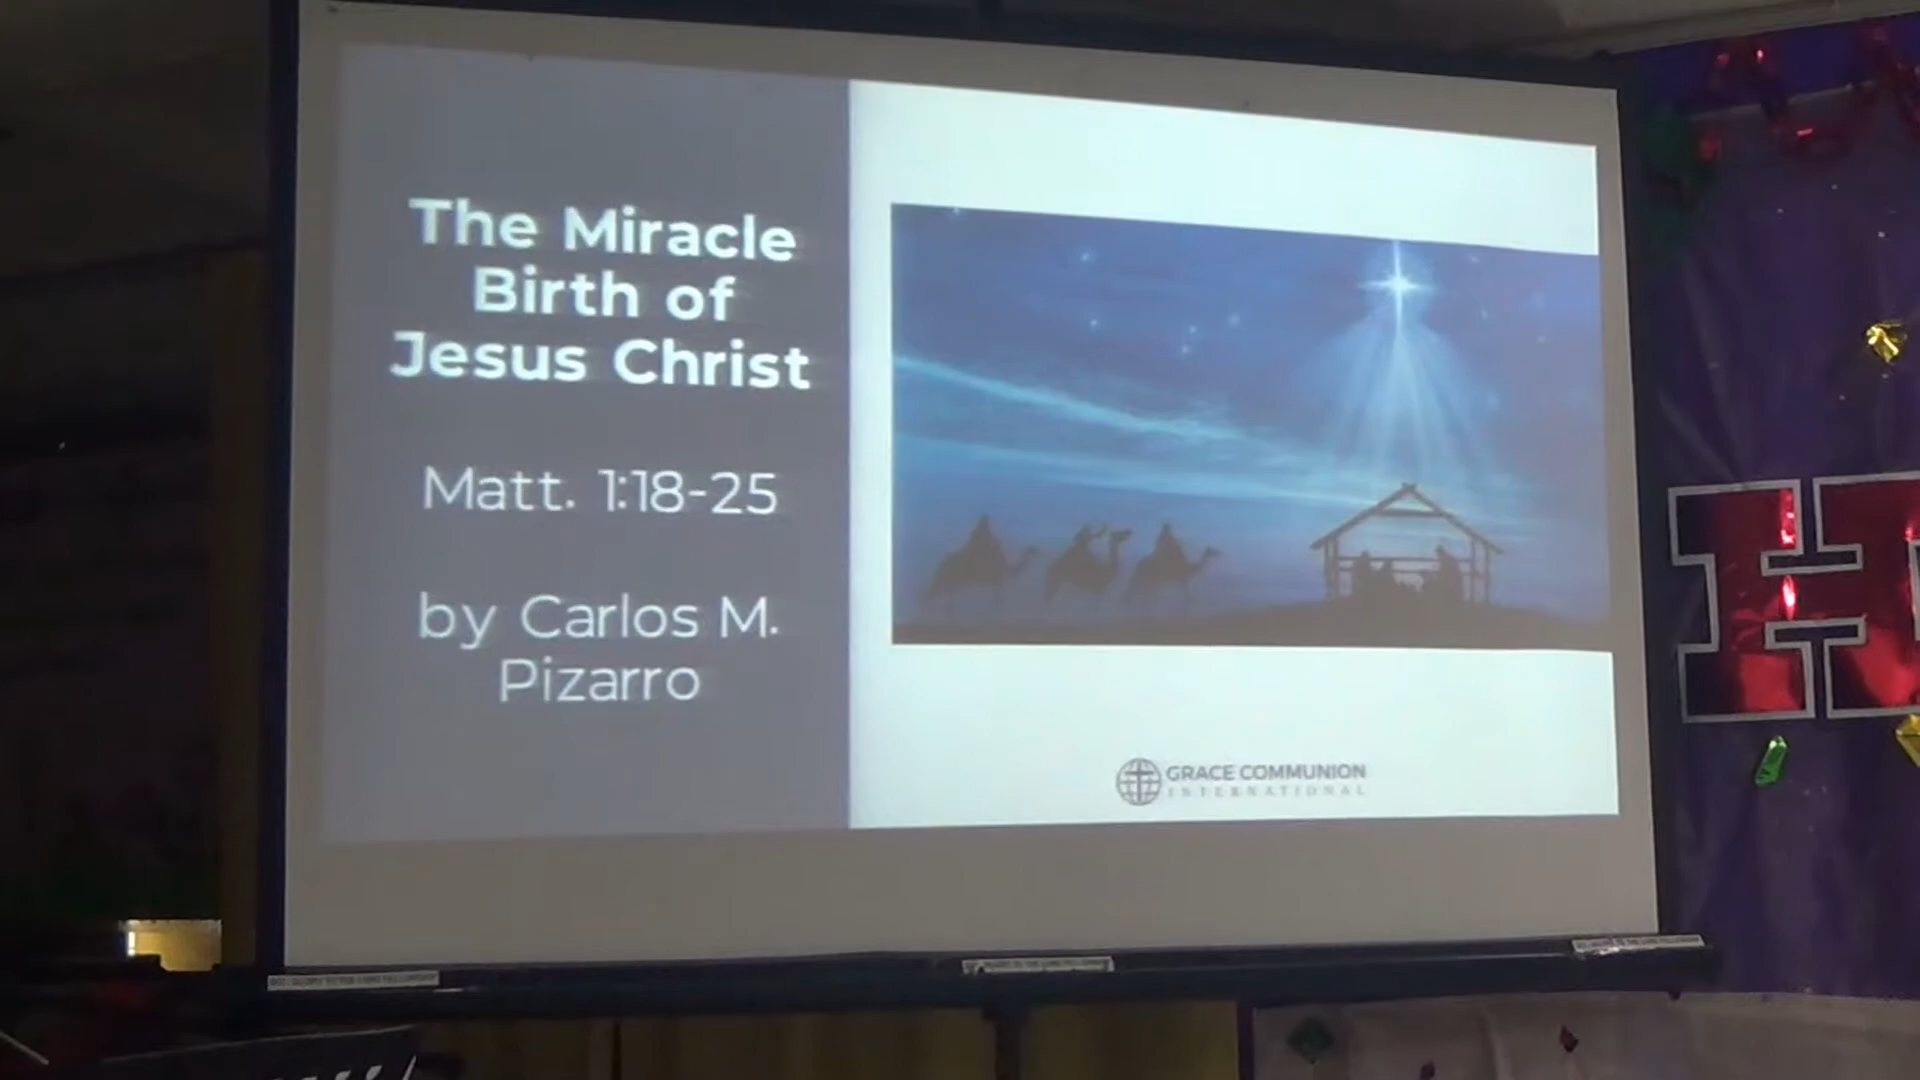 The Miracle
Birth of
Jesus Christ
Matt. 1:18-25
by Carlos M.
Pizarro
GRACE COMMUNION
INTERNATIONAL
H